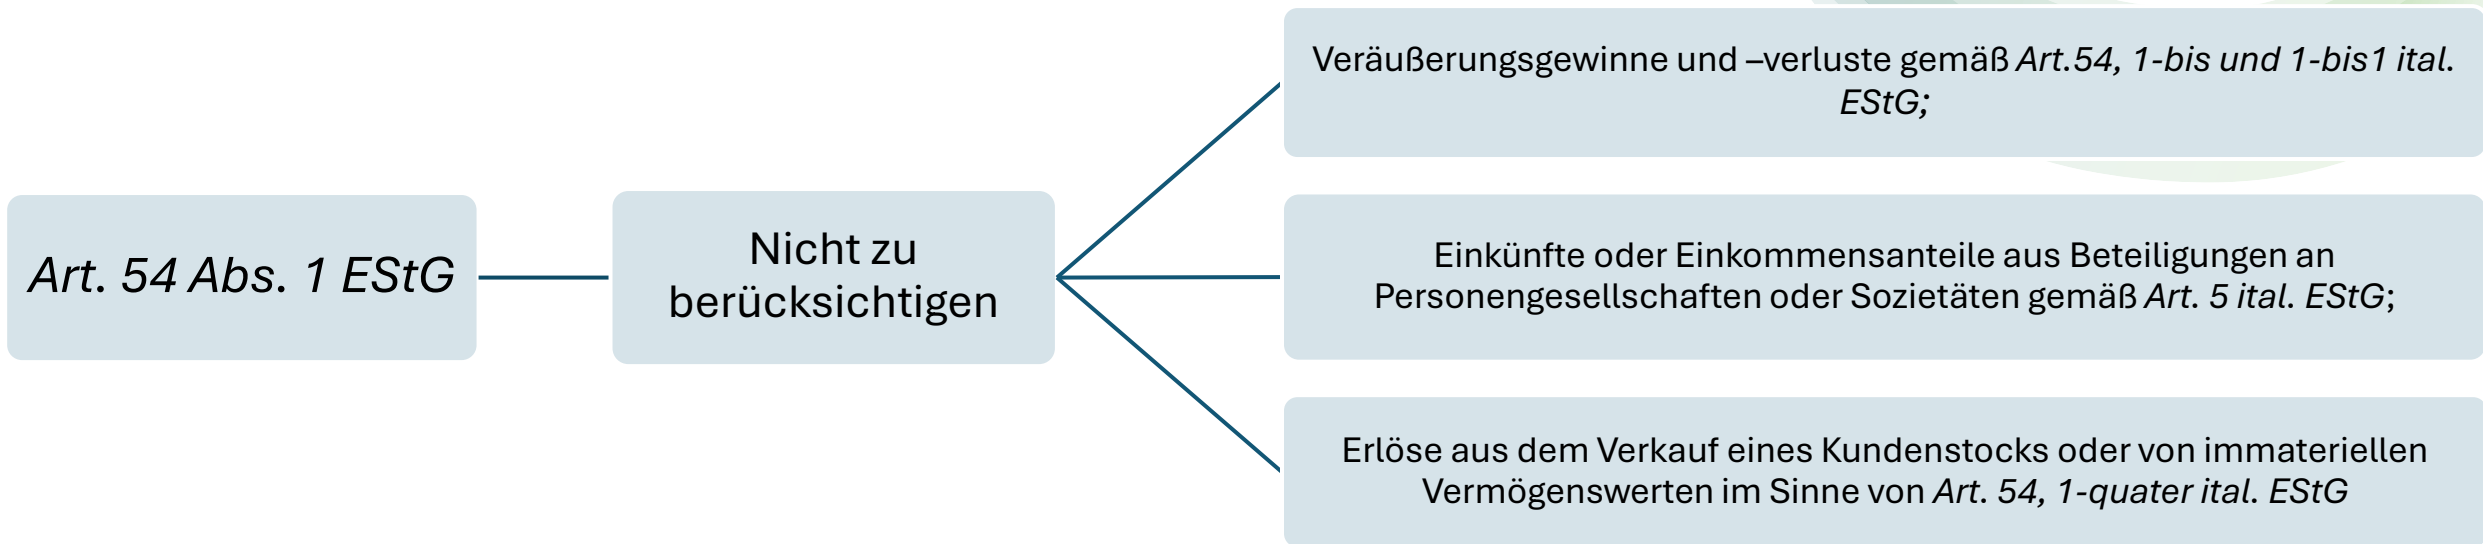 Art. 54 Abs. 1 EStG
Nicht zu
berücksichtigen
Veräußerungsgewinne und –verluste gemäß Art.54, 1-bis und 1-bis1 ital.
EStG;
Einkünfte oder Einkommensanteile aus Beteiligungen an
Personengesellschaften oder Sozietäten gemäß Art. 5 ital. EStG;
Erlöse aus dem Verkauf eines Kundenstocks oder von immateriellen
Vermögenswerten im Sinne von Art. 54, 1-quater ital. EStG